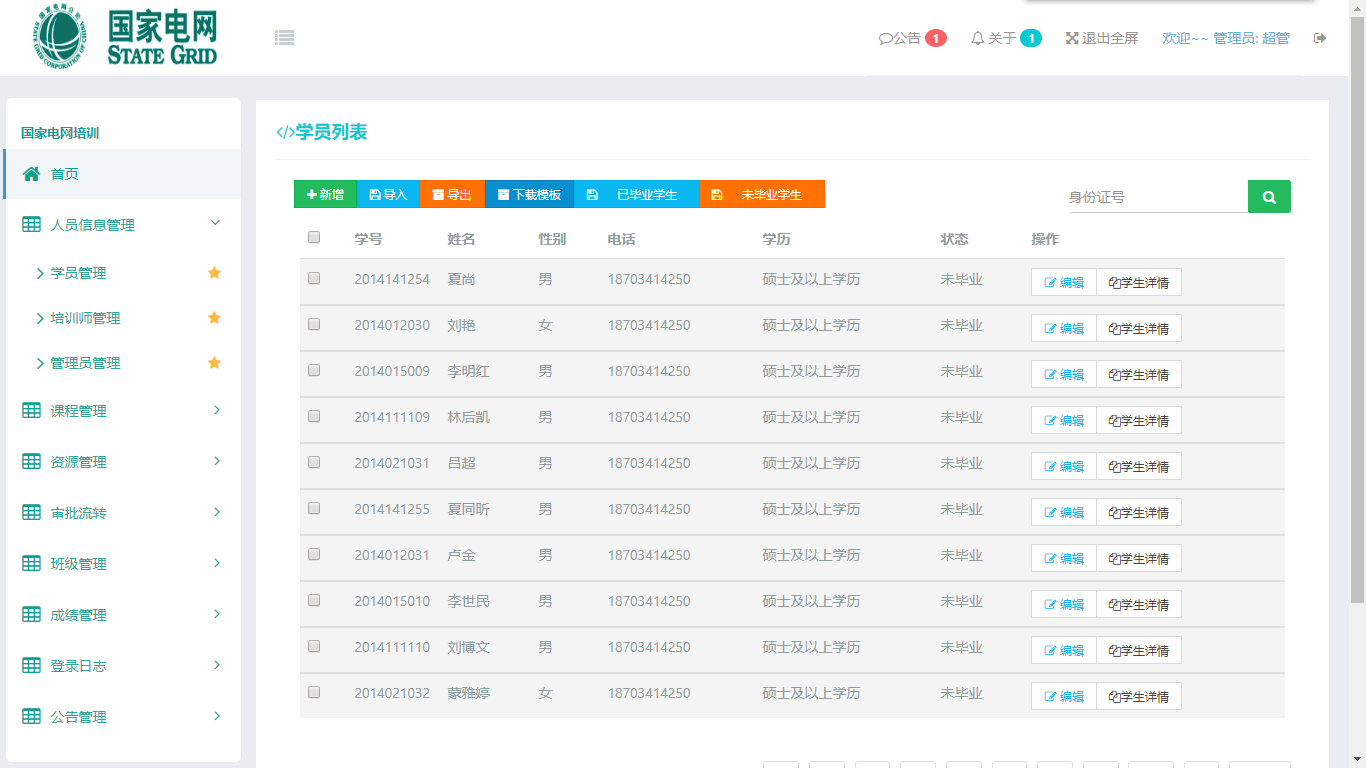 国家电网
STATE GRID
公告 1 关于 1 退出全屏 欢迎~~ 管理员: 超管
国家电网培训
首页
人员信息管理
学员管理
培训师管理
管理员管理
课程管理
资源管理
审批流转
班级管理
成绩管理
登录日志
公告管理
</>学员列表
新增 导入 导出 下载模板 已毕业学生 未毕业学生 身份证号
学号 姓名 性别 电话 学历 状态 操作
2014141254 夏尚 男 18703414250 硕士及以上学历 未毕业 编辑 学生详情
2014012030 刘艳 女 18703414250 硕士及以上学历 未毕业 编辑 学生详情
2014015009 李明红 男 18703414250 硕士及以上学历 未毕业 编辑 学生详情
2014111109 林后凯 男 18703414250 硕士及以上学历 未毕业 编辑 学生详情
2014021031 吕超 男 18703414250 硕士及以上学历 未毕业 编辑 学生详情
2014141255 夏同昕 男 18703414250 硕士及以上学历 未毕业 编辑 学生详情
2014012031 卢金 男 18703414250 硕士及以上学历 未毕业 编辑 学生详情
2014015010 李世民 男 18703414250 硕士及以上学历 未毕业 编辑 学生详情
2014111110 刘博文 男 18703414250 硕士及以上学历 未毕业 编辑 学生详情
2014021032 蒙雅婷 女 18703414250 硕士及以上学历 未毕业 编辑 学生详情